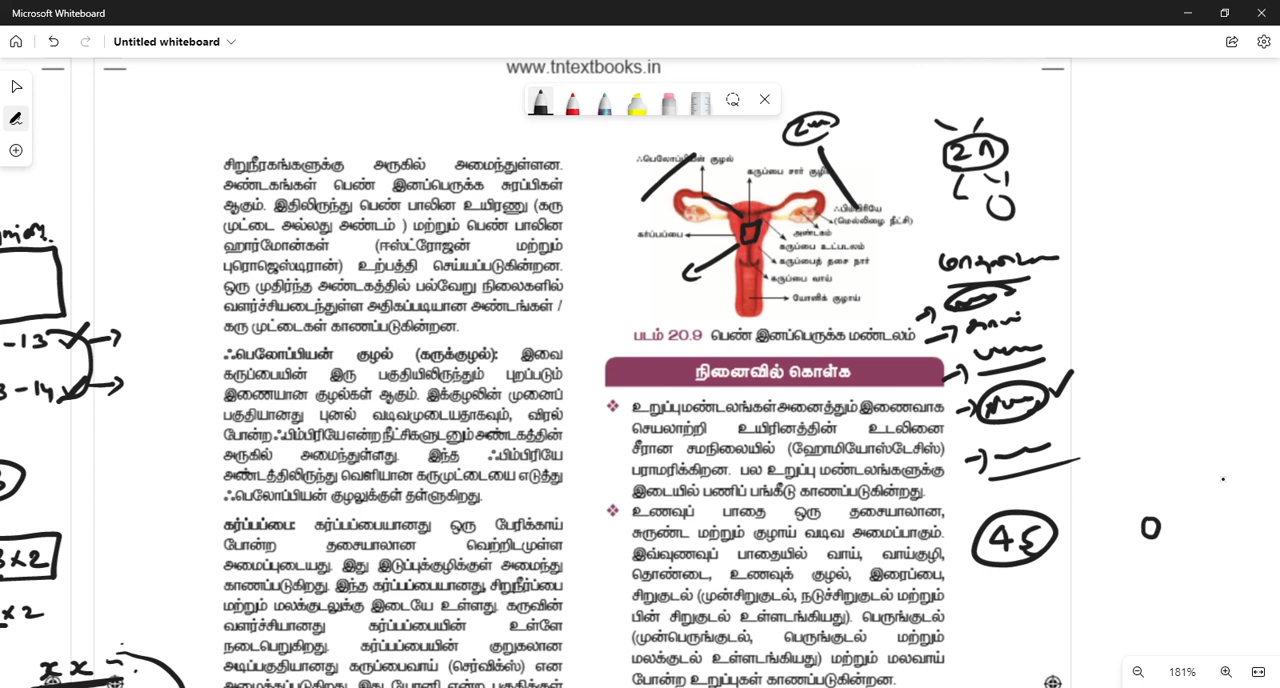 Microsoft Whiteboard
Untitled whiteboard
www.tntextbooks.in
சிறுநீரகங்களுக்கு அருகில் அமைந்துள்ளன.
அண்டகங்கள் பெண் இனப்பெருக்க சுரப்பிகள்
ஆகும். இதிலிருந்து பெண் பாலின உயிரணு (கரு
முட்டை அல்லது அண்டம் ) மற்றும் பெண் பாலின
ஹார்மோன்கள் (ஈஸ்ட்ரோஜன் மற்றும்
புரொஜெஸ்டிரான்) உற்பத்தி செய்யப்படுகின்றன.
ஒரு முதிர்ந்த அண்டகத்தில் பல்வேறு நிலைகளில்
வளர்ச்சியடைந்துள்ள அதிகப்படியான அண்டங்கள் /
கரு முட்டைகள் காணப்படுகின்றன.
ஃபெலோப்பியன் குழல் (கருக்குழல்): இவை
கருப்பையின் இரு பகுதியிலிருந்தும் புறப்படும்
இணையான குழல்கள் ஆகும். இக்குழலின் முனைப்
பகுதியானது புனல் வடிவமுடையதாகவும், விரல்
போன்ற ஃபிம்பிரியே என்ற நீட்சிகளுடனும் அண்டகத்தின்
அருகில் அமைந்துள்ளது. இந்த ஃபிம்பிரியே
அண்டத்திலிருந்து வெளியான கருமுட்டையை எடுத்து
ஃபெலோப்பியன் குழலுக்குள் தள்ளுகிறது.
கர்ப்பப்பை: கர்ப்பப்பையானது ஒரு பேரிக்காய்
போன்ற தசையாலான வெற்றிடமுள்ள
அமைப்புடையது. இது இடுப்புக்குழிக்குள் அமைந்து
காணப்படுகிறது. இந்த கர்ப்பப்பையானது, சிறுநீர்ப்பை
மற்றும் மலக்குடலுக்கு இடையே உள்ளது. கருவின்
வளர்ச்சியானது கர்ப்பப்பையின் உள்ளே
நடைபெறுகிறது. கர்ப்பப்பையின் குறுகலான
அடிப்பகுதியானது கருப்பைவாய் (செர்விக்ஸ்) என
ஃபெலோப்பியன் குழல்
கருப்பை சார் குழி
ஃபிம்பிரியே
(மெல்லிழை நீட்சி)
அண்டகம்
கர்ப்பப்பை
கருப்பை உட்படலம்
கருப்பைத் தசை நார்
கருப்பை வாய்
யோனிக் குழாய்
படம் 20.9 பெண் இனப்பெருக்க மண்டலம்
நினைவில் கொள்க
❖ உறுப்பு மண்டலங்கள் அனைத்தும் இணைவாக
செயலாற்றி உயிரினத்தின் உடலினை
சீரான சமநிலையில் (ஹோமியோஸ்டேசிஸ்)
பராமரிக்கிறன. பல உறுப்பு மண்டலங்களுக்கு
இடையில் பணிப் பங்கீடு காணப்படுகின்றது.
❖ உணவுப் பாதை ஒரு தசையாலான,
சுருண்ட மற்றும் குழாய் வடிவ அமைப்பாகும்.
இவ்வுணவுப் பாதையில் வாய், வாய்குழி,
தொண்டை, உணவுக் குழல், இரைப்பை,
சிறுகுடல் (முன்சிறுகுடல், நடுச்சிறுகுடல் மற்றும்
பின் சிறுகுடல் உள்ளடங்கியது). பெருங்குடல்
(முன்பெருங்குடல், பெருங்குடல் மற்றும்
மலக்குடல் உள்ளடங்கியது) மற்றும் மலவாய்
போன்ற உறுப்புகள் காணப்படுகின்றன.
-13
3-14
3x2
x2
x x
45
0
181%